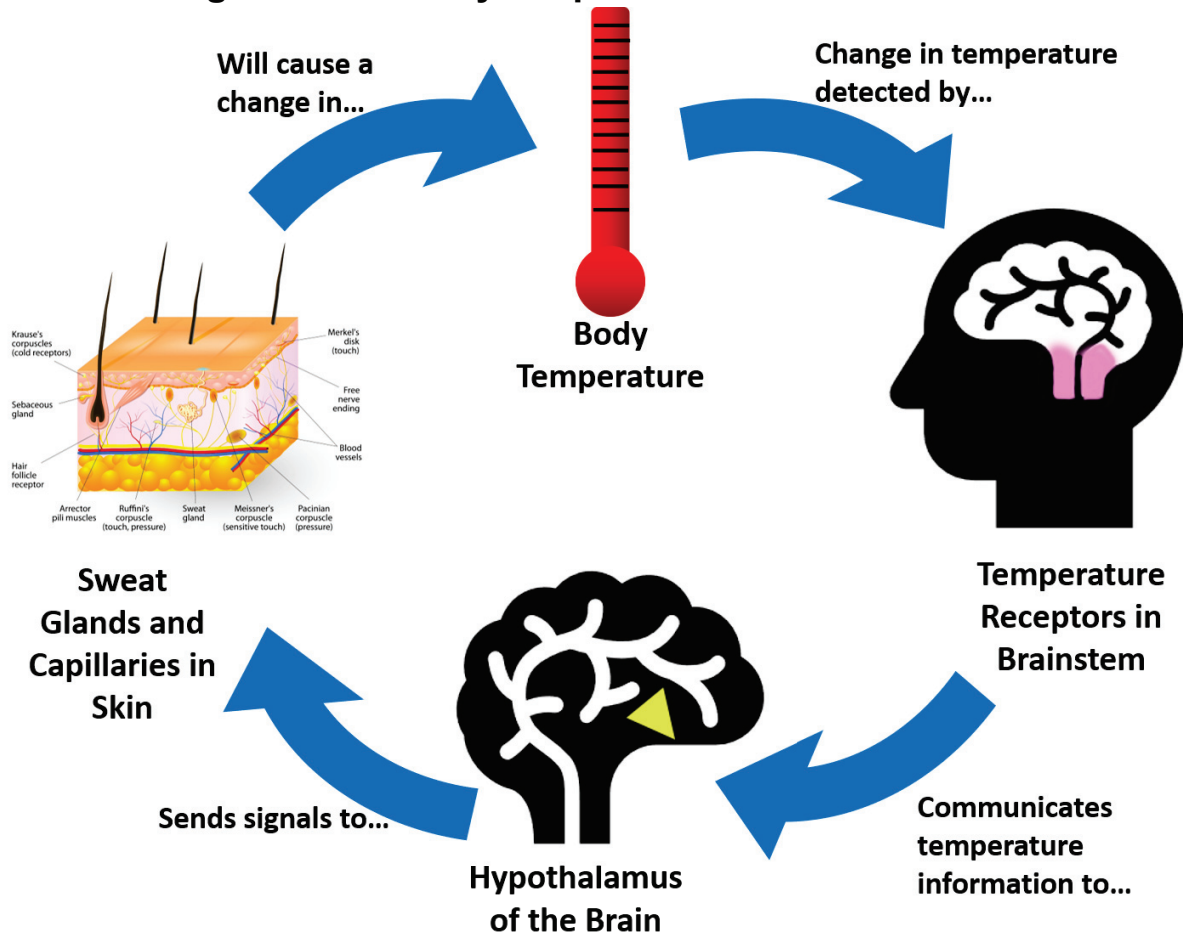 Will cause a
change in...
Change in temperature
detected by...
Body
Temperature
Krause's
corpuscles
(cold receptors)
Sebaceous
gland
Hair
follicle
receptor
Arrector
pili muscles
Ruffini's
corpuscle
(touch, pressure)
Sweat
gland
Meissner's
corpuscle
(sensitive touch)
Pacinian
corpuscle
(pressure)
Merkel's
disk
(touch)
Free
nerve
ending
Blood
vessels
Temperature
Receptors in
Brainstem
Communicates
temperature
information to...
Hypothalamus
of the Brain
Sends signals to...
Sweat
Glands and
Capillaries in
Skin